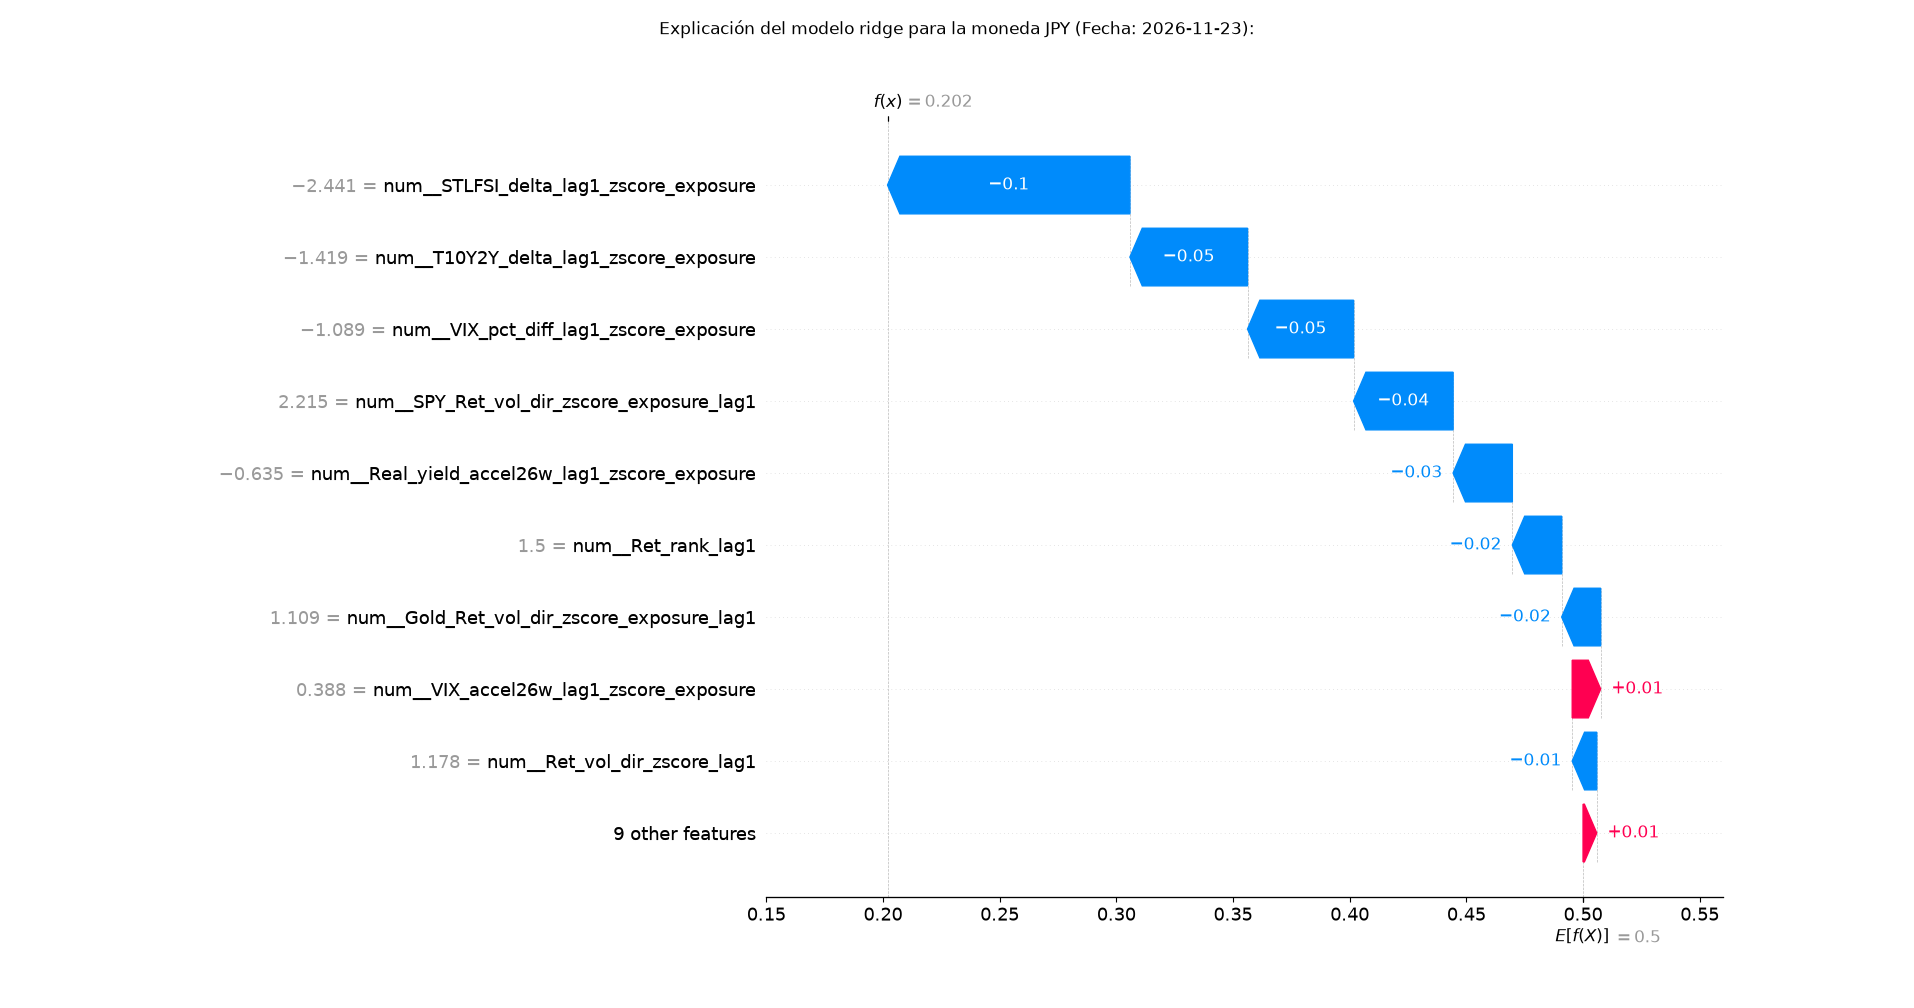 Explicación del modelo ridge para la moneda JPY (Fecha: 2026-11-23):
f(x) = 0.202
−2.441 = num__STLFSI_delta_lag1_zscore_exposure −0.1
−1.419 = num__T10Y2Y_delta_lag1_zscore_exposure −0.05
−1.089 = num__VIX_pct_diff_lag1_zscore_exposure −0.05
2.215 = num__SPY_Ret_vol_dir_zscore_exposure_lag1 −0.04
−0.635 = num__Real_yield_accel26w_lag1_zscore_exposure −0.03
1.5 = num__Ret_rank_lag1 −0.02
1.109 = num__Gold_Ret_vol_dir_zscore_exposure_lag1 −0.02
0.388 = num__VIX_accel26w_lag1_zscore_exposure +0.01
1.178 = num__Ret_vol_dir_zscore_lag1 −0.01
9 other features +0.01
0.15 0.20 0.25 0.30 0.35 0.40 0.45 0.50 0.55
E[f(X)] = 0.5